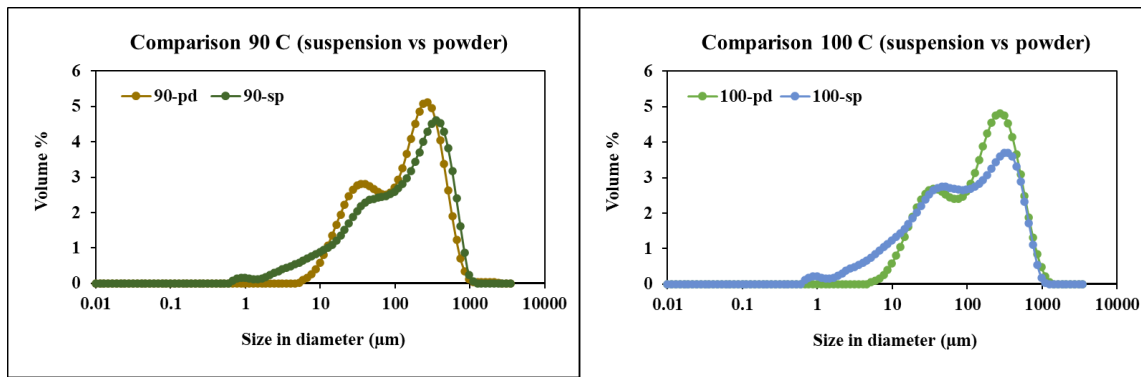 Comparison 90 C (suspension vs powder)
90-pd 90-sp
6
5
4
3
2
1
0
Volume %
0.01 0.1 1 10 100 1000 10000
Size in diameter (µm)
Comparison 100 C (suspension vs powder)
100-pd 100-sp
6
5
4
3
2
1
0
Volume %
0.01 0.1 1 10 100 1000 10000
Size in diameter (µm)